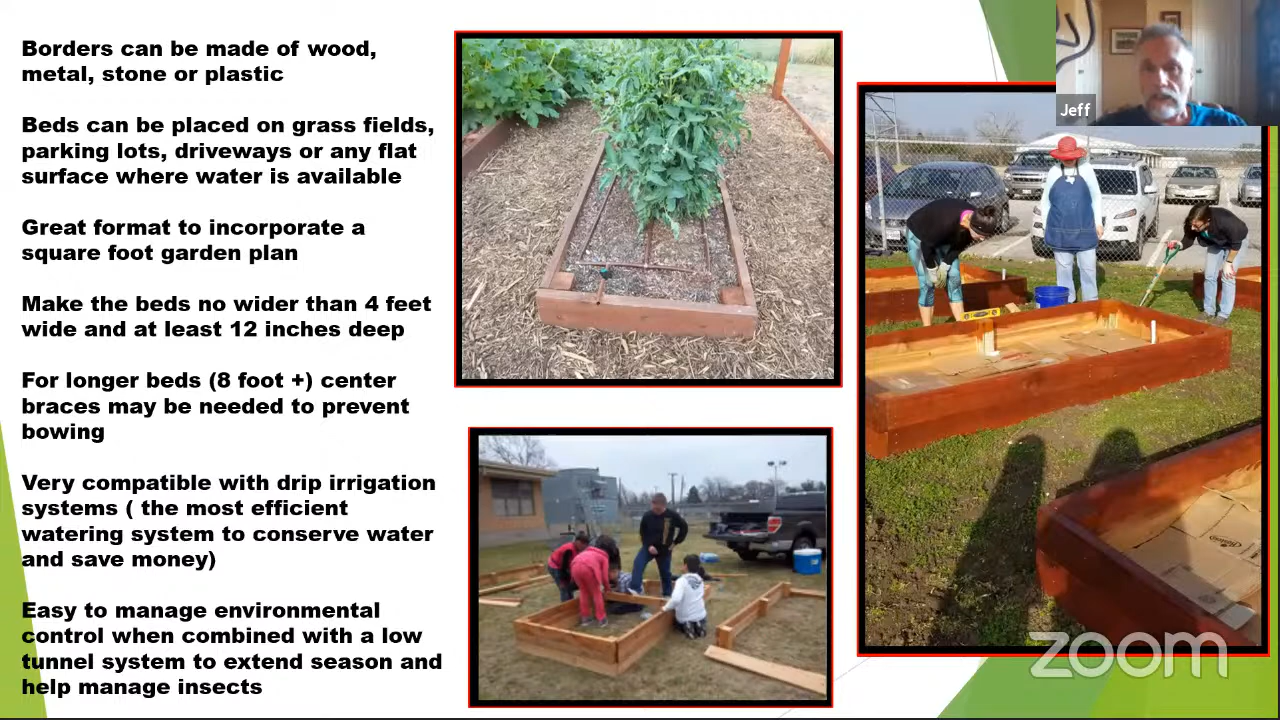 Borders can be made of wood,
metal, stone or plastic
Beds can be placed on grass fields,
parking lots, driveways or any flat
surface where water is available
Great format to incorporate a
square foot garden plan
Make the beds no wider than 4 feet
wide and at least 12 inches deep
For longer beds (8 foot +) center
braces may be needed to prevent
bowing
Very compatible with drip irrigation
systems ( the most efficient
watering system to conserve water
and save money)
Easy to manage environmental
control when combined with a low
tunnel system to extend season and
help manage insects
Jeff
zoom